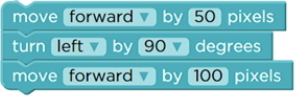 move forward by 50 pixels
turn left by 90 degrees
move forward by 100 pixels